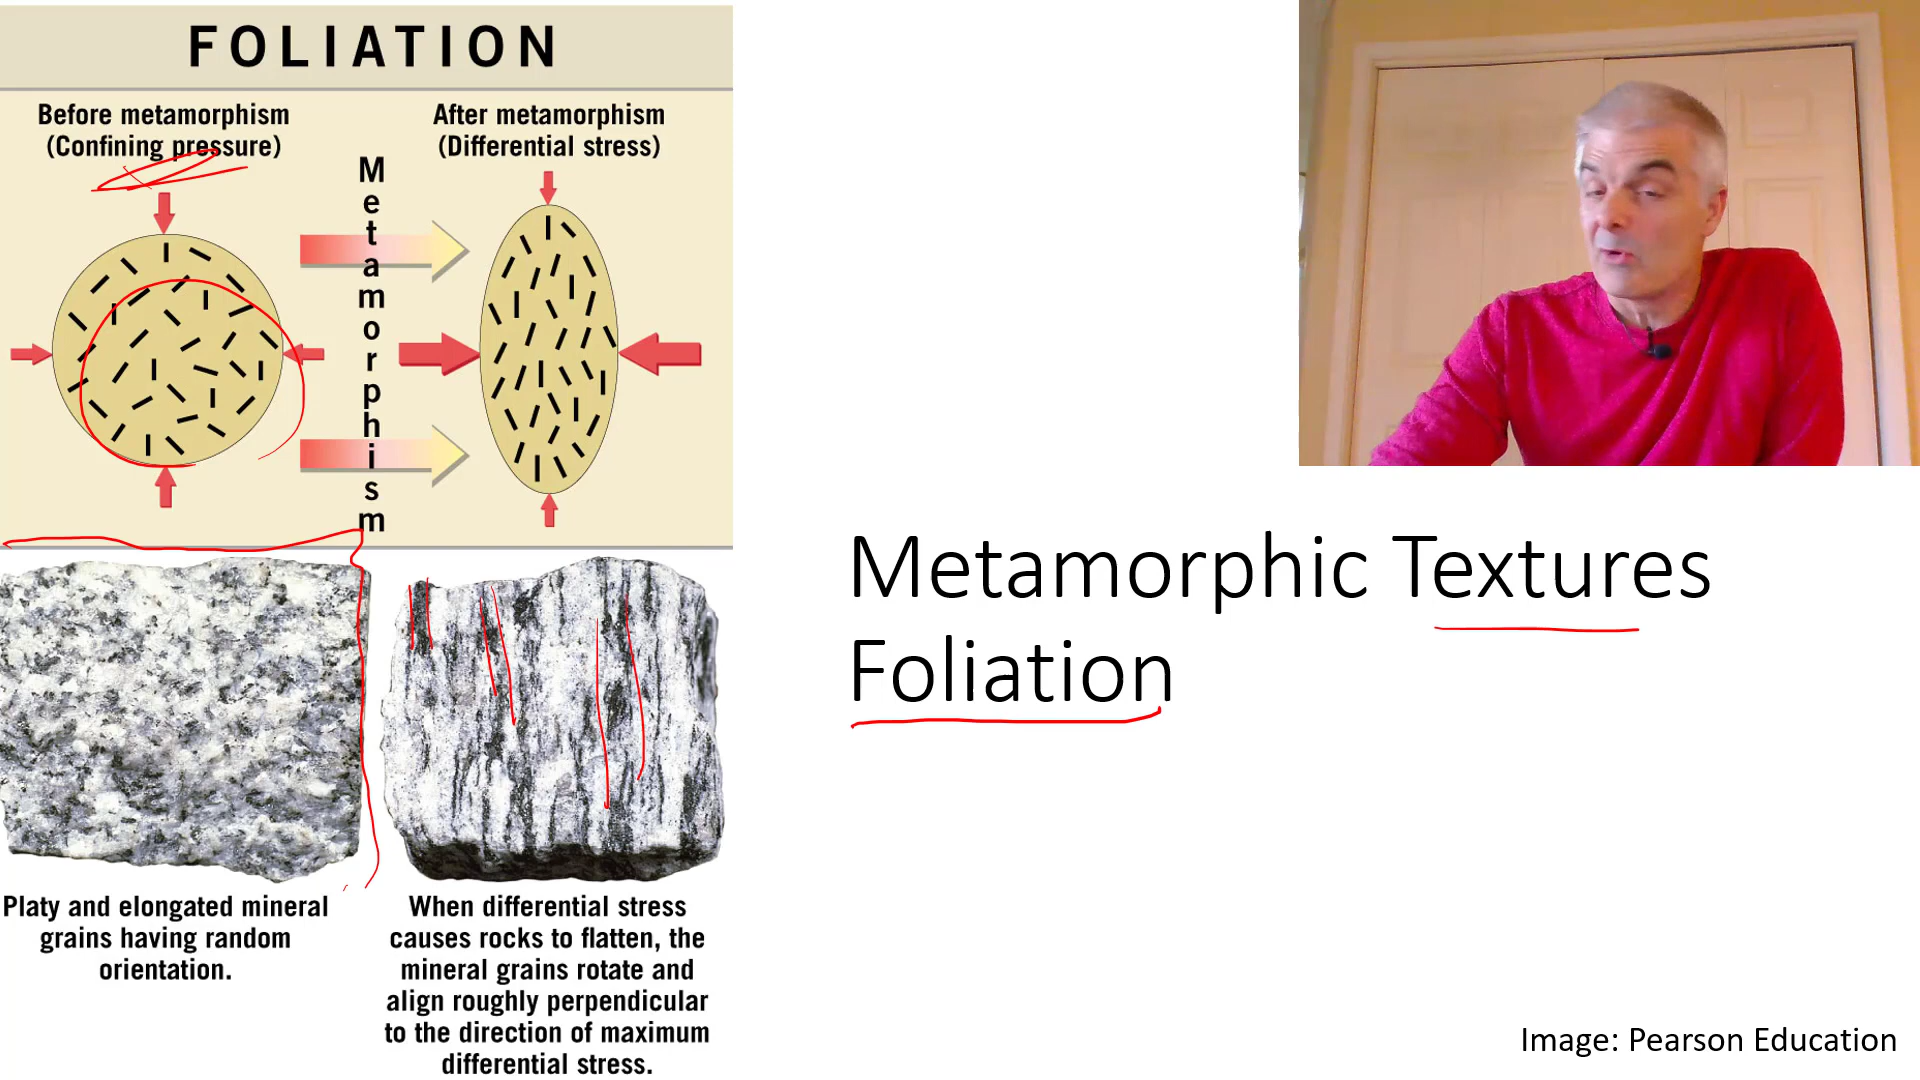 FOLIATION
Before metamorphism
(Confining pressure)
After metamorphism
(Differential stress)
Metamorphism
Metamorphic Textures
Foliation
Platy and elongated mineral
grains having random
orientation.
When differential stress
causes rocks to flatten, the
mineral grains rotate and
align roughly perpendicular
to the direction of maximum
differential stress.
Image: Pearson Education